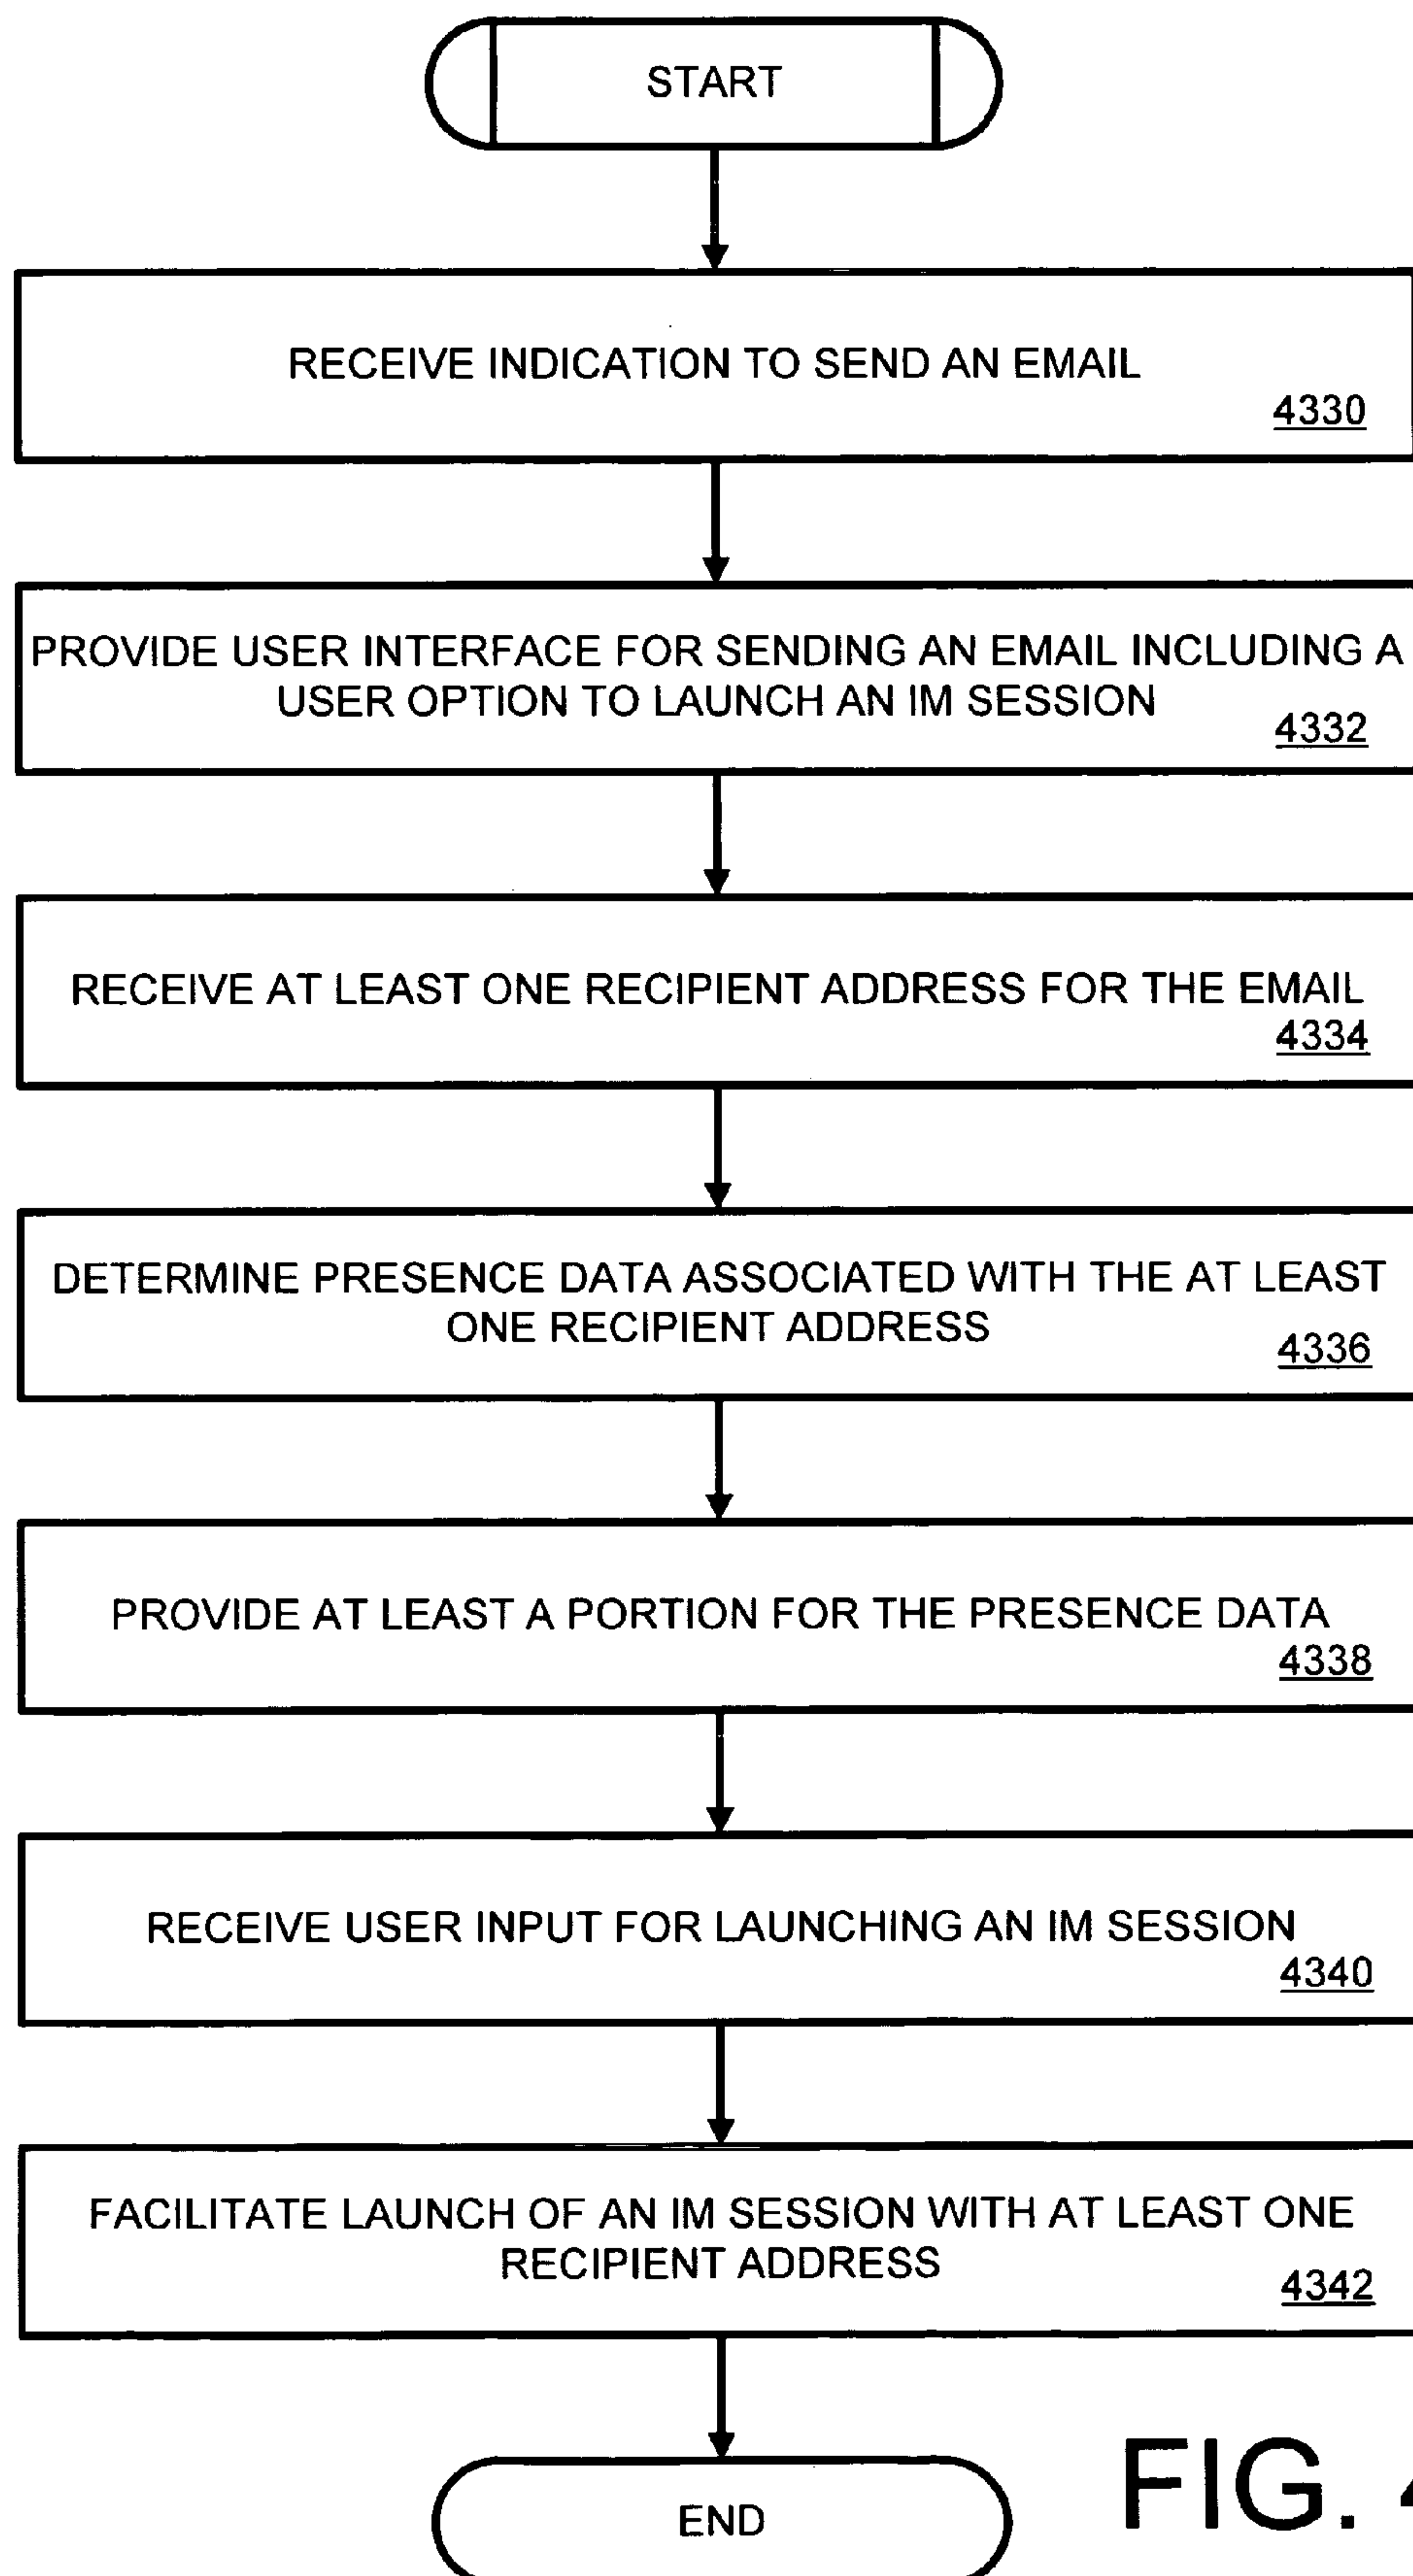 START
RECEIVE INDICATION TO SEND AN EMAIL
4330
PROVIDE USER INTERFACE FOR SENDING AN EMAIL INCLUDING A
USER OPTION TO LAUNCH AN IM SESSION
4332
RECEIVE AT LEAST ONE RECIPIENT ADDRESS FOR THE EMAIL
4334
DETERMINE PRESENCE DATA ASSOCIATED WITH THE AT LEAST
ONE RECIPIENT ADDRESS
4336
PROVIDE AT LEAST A PORTION FOR THE PRESENCE DATA
4338
RECEIVE USER INPUT FOR LAUNCHING AN IM SESSION
4340
FACILITATE LAUNCH OF AN IM SESSION WITH AT LEAST ONE
RECIPIENT ADDRESS
4342
END
FIG.